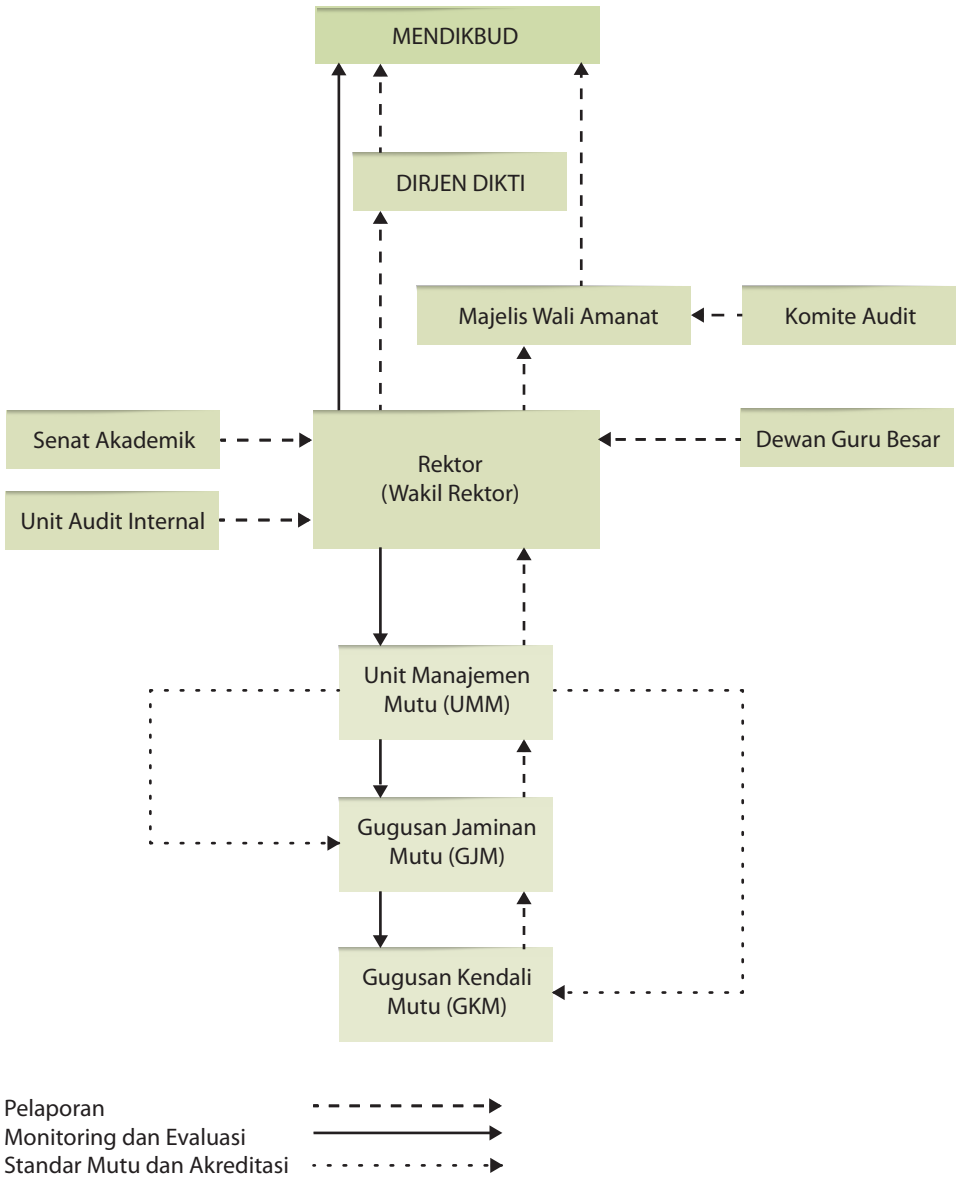 MENDIKBUD
DIRJEN DIKTI
Majelis Wali Amanat
Komite Audit
Senat Akademik
Rektor
(Wakil Rektor)
Dewan Guru Besar
Unit Audit Internal
Unit Manajemen
Mutu (UMM)
Gugusan Jaminan
Mutu (GJM)
Gugusan Kendali
Mutu (GKM)
Pelaporan
Monitoring dan Evaluasi
Standar Mutu dan Akreditasi